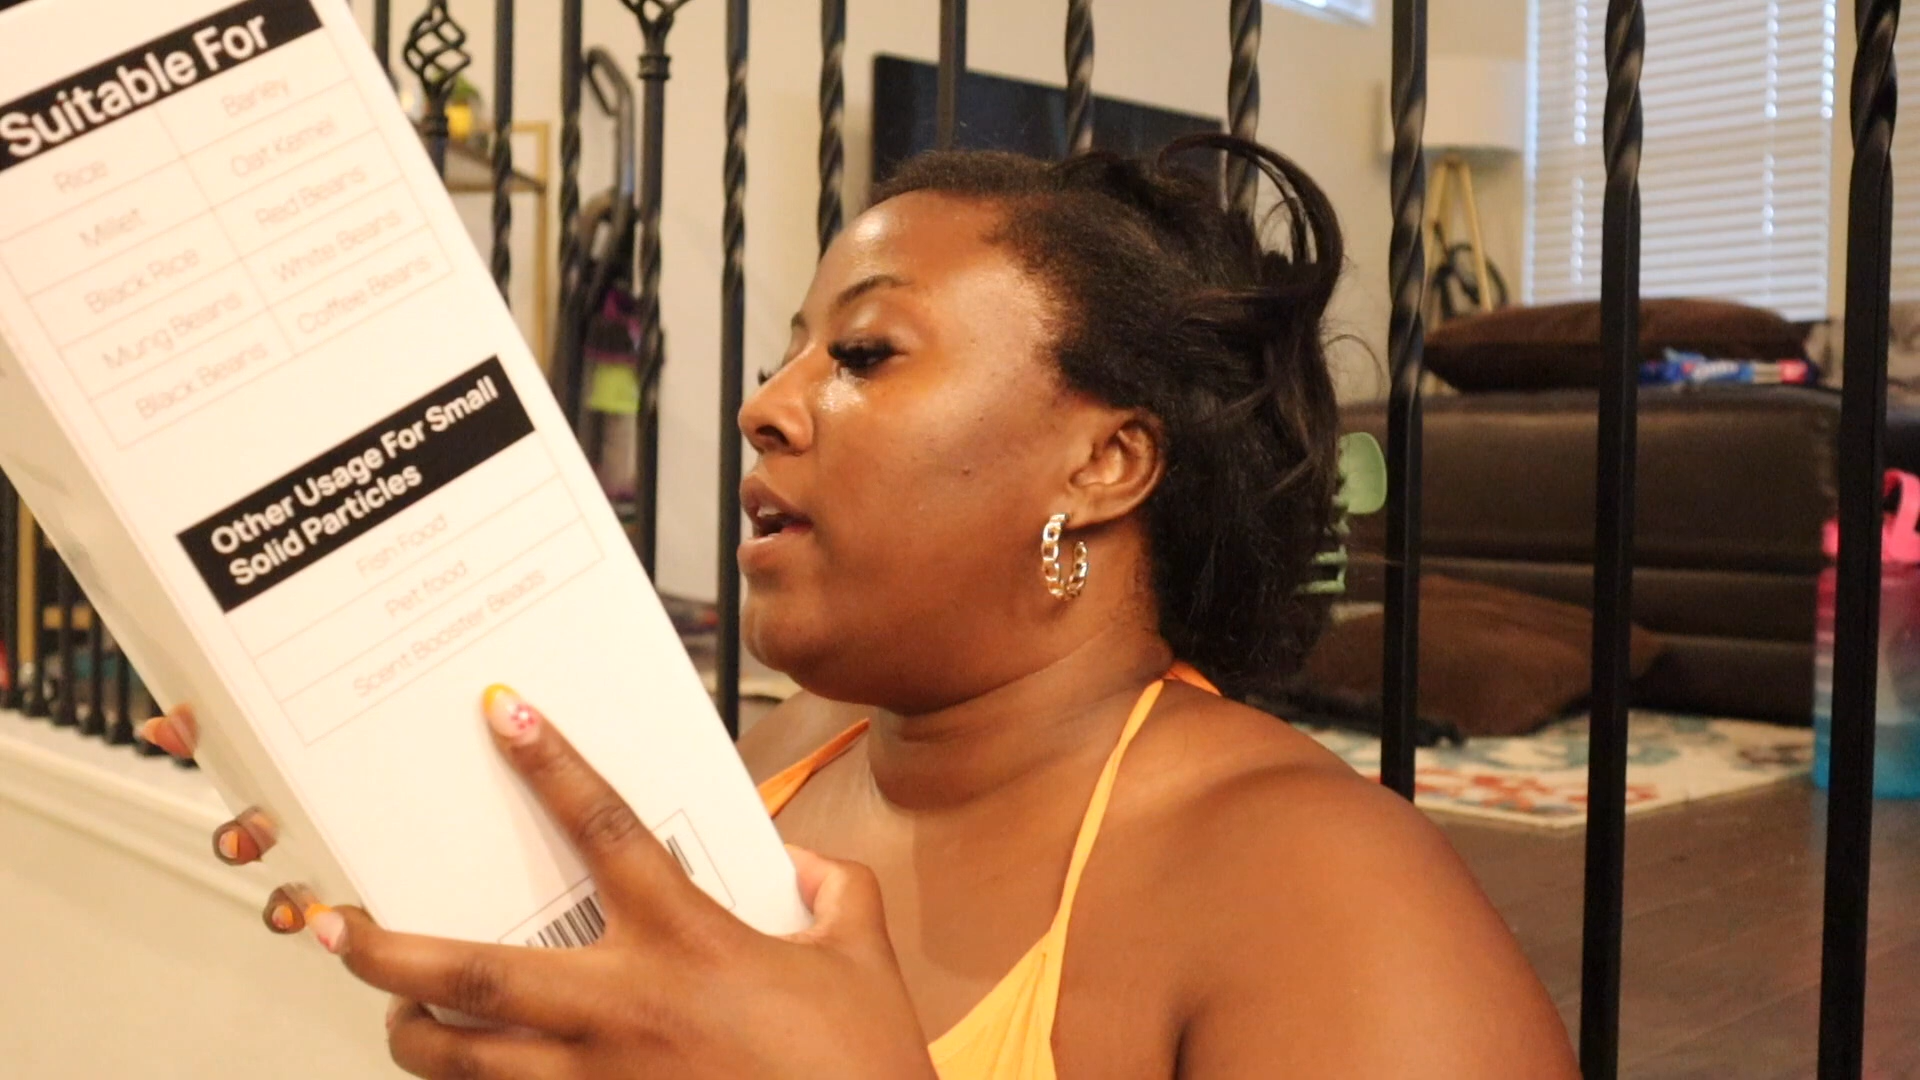 Suitable For
Rice Barley
Millet Oat Kernel
Black Rice Red Beans
Mung Beans White Beans
Black Beans Coffee Beans
Other Usage For Small
Solid Particles
Fish Food
Pet food
Scent Booster Beads